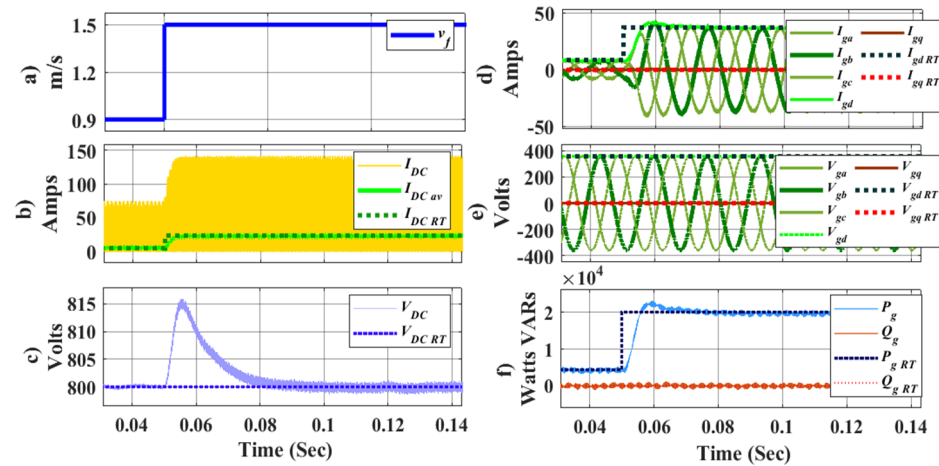 a)
m/s
1.5
1.2
0.9
v_f
b)
Amps
150
100
50
0
I_DC
I_DC av
I_DC RT
c)
Volts
815
810
805
800
V_DC
V_DC RT
0.04 0.06 0.08 0.1 0.12 0.14
Time (Sec)
d)
Amps
50
0
-50
I_ga
I_gb
I_gc
I_gd
I_gq
I_gd RT
I_gq RT
e)
Volts
400
200
0
-200
-400
V_ga
V_gb
V_gc
V_gd
V_gq
V_gd RT
V_gq RT
×10^4
f)
Watts VARs
2
1
0
P_g
Q_g
P_g RT
Q_g RT
0.04 0.06 0.08 0.1 0.12 0.14
Time (Sec)